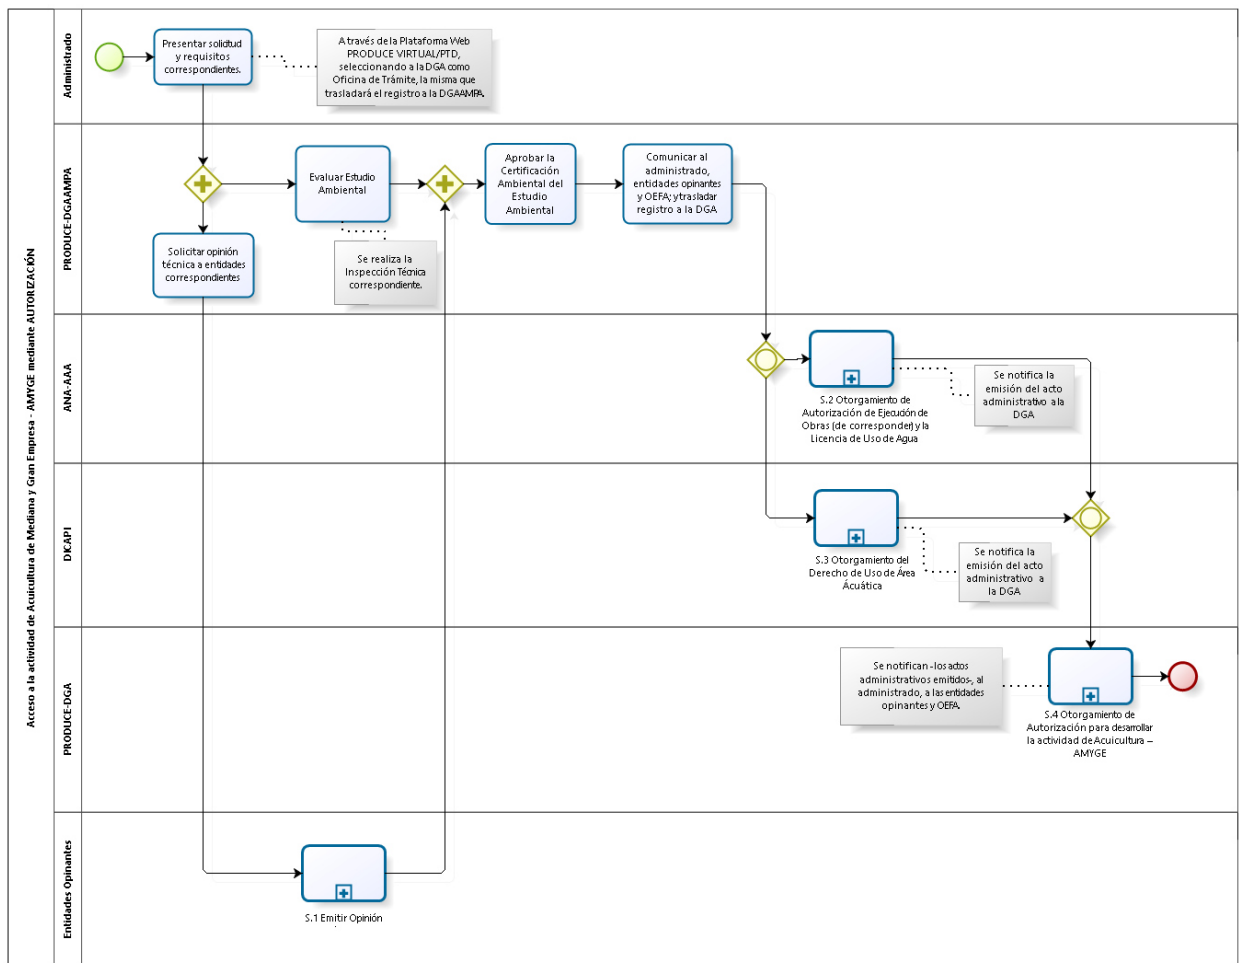 Acceso a la actividad de Acuicultura de Mediana y Gran Empresa - AMYGE mediante AUTORIZACIÓN
Administrado
Presentar solicitud
y requisitos
correspondientes.
A través de la Plataforma Web
PRODUCE VIRTUAL/PTD,
seleccionando a la DGA como
Oficina de Trámite, la misma que
trasladará el registro a la DGAAMPA.
PRODUCE-DGAAMPA
Evaluar Estudio
Ambiental
Aprobar la
Certificación
Ambiental del
Estudio
Ambiental
Comunicar al
administrado,
entidades opinantes
y OEFA; y trasladar
registro a la DGA
Solicitar opinión
técnica a entidades
correspondientes
Se realiza la
Inspección Técnica
correspondiente.
ANA-AAA
S.2 Otorgamiento de
Autorización de Ejecución de
Obras (de corresponder) y la
Licencia de Uso de Agua
Se notifica la
emisión del acto
administrativo a la
DGA
DICAPI
S.3 Otorgamiento del
Derecho de Uso de Área
Ácuática
Se notifica la
emisión del acto
administrativo a
la DGA
PRODUCE-DGA
Se notifican -los actos
administrativos emitidos-, al
administrado, a las entidades
opinantes y OEFA.
S.4 Otorgamiento de
Autorización para desarrollar
la actividad de Acuicultura –
AMYGE
Entidades Opinantes
S.1 Emitir Opinión